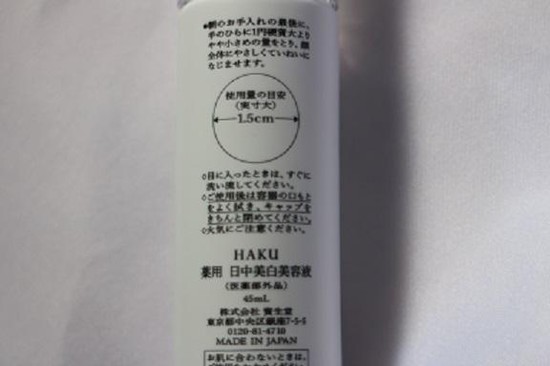 ●朝のお手入れの最後に、
手のひらに1円硬貨大より
やや小さめの量をとり、顔
全体にやさしくていねいに
なじませます。
使用量の目安
(実寸大)
1.5cm
◇目に入ったときは、すぐに
洗い流してください。
◇ご使用後は容器の口もと
をよく拭き、キャップを
きちんと閉めてください。
◇火気にご注意ください。
HAKU
薬用 日中美白美容液
(医薬部外品)
45mL
株式会社 資生堂
東京都中央区銀座7-5-5
0120-81-4710
MADE IN JAPAN
お肌に合わないときは、